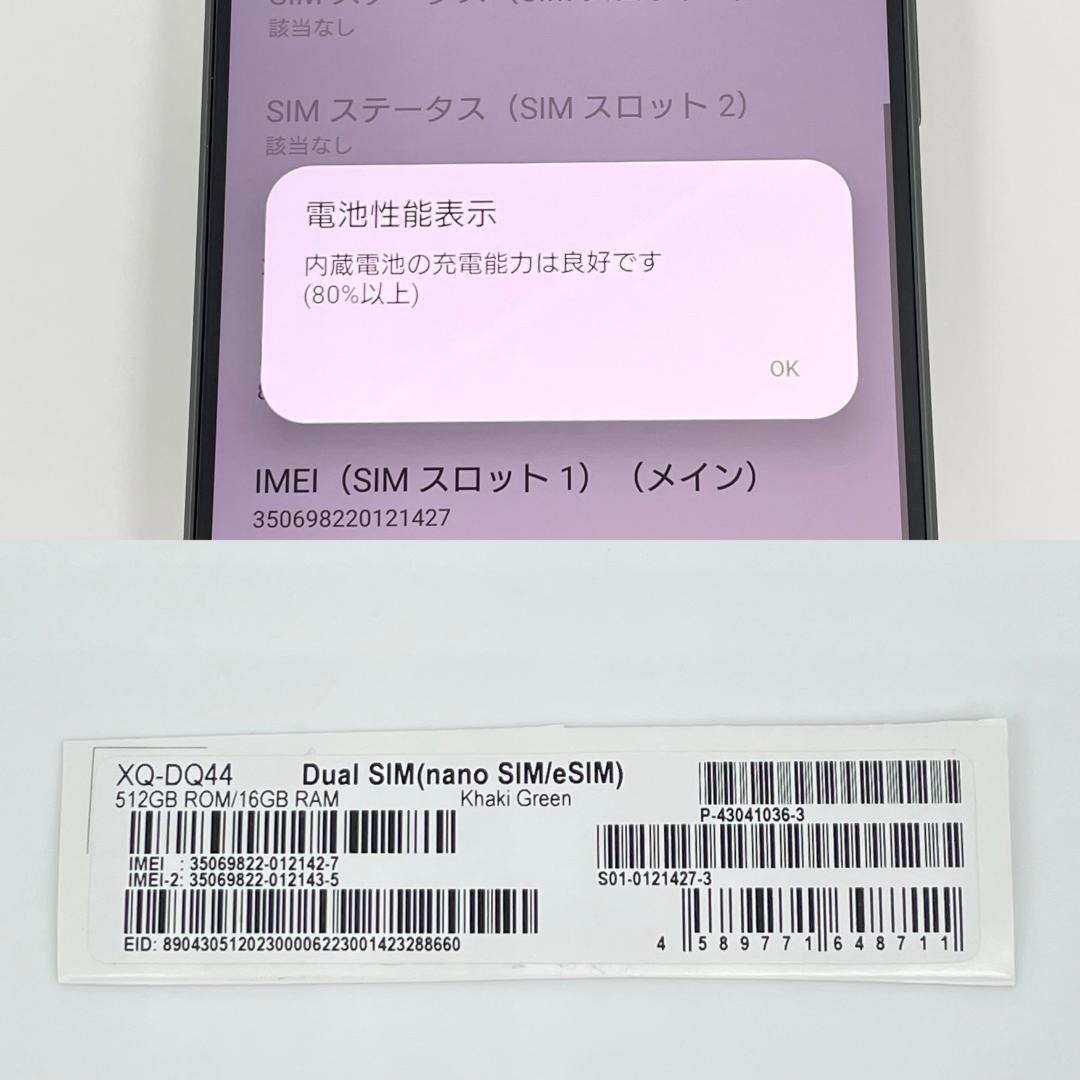 該当なし
SIM ステータス（SIM スロット 2）
該当なし
電池性能表示
内蔵電池の充電能力は良好です
(80%以上)
OK
IMEI（SIM スロット 1）（メイン）
350698220121427
XQ-DQ44 Dual SIM(nano SIM/eSIM)
512GB ROM/16GB RAM Khaki Green
P-43041036-3
IMEI : 35069822-012142-7
IMEI-2: 35069822-012143-5
S01-0121427-3
EID: 89043051202300006223001423288660
4 589771 648711